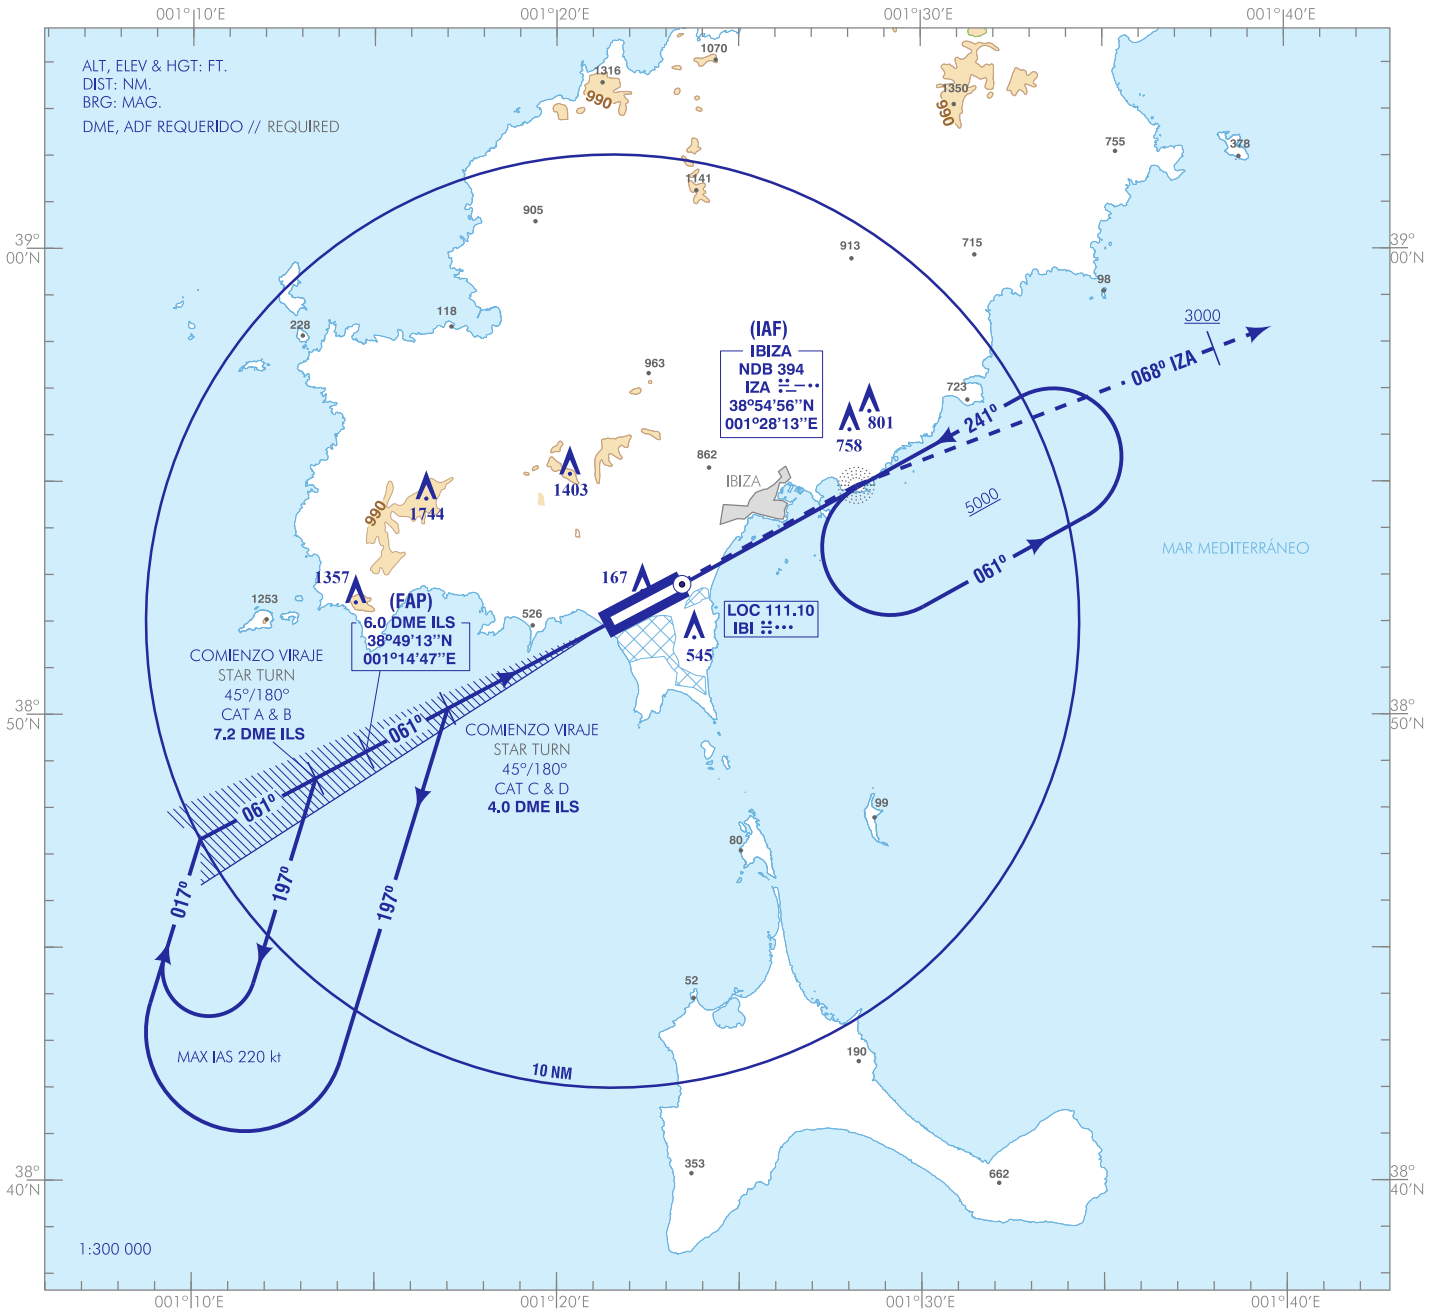 001°10'E
001°20'E
001°30'E
001°40'E
ALT, ELEV & HGT: FT.
DIST: NM.
BRG: MAG.
DME, ADF REQUERIDO // REQUIRED
1070
1316
990
1350
990
755
378
1141
905
913
715
39°
00'N
39°
00'N
98
228
118
3000
(IAF)
IBIZA
NDB 394
IZA
38°54'56''N
001°28'13''E
963
068° IZA
723
241°
801
758
862
IBIZA
1403
5000
990
1744
MAR MEDITERRÁNEO
061°
167
1357
(FAP)
6.0 DME ILS
38°49'13''N
001°14'47''E
1253
526
LOC 111.10
IBI
545
COMIENZO VIRAJE
STAR TURN
45°/180°
CAT A & B
7.2 DME ILS
38°
50'N
38°
50'N
061°
COMIENZO VIRAJE
STAR TURN
45°/180°
CAT C & D
4.0 DME ILS
061°
99
80
017°
197°
197°
52
MAX IAS 220 kt
190
10 NM
353
662
38°
40'N
38°
40'N
1:300 000
001°10'E
001°20'E
001°30'E
001°40'E